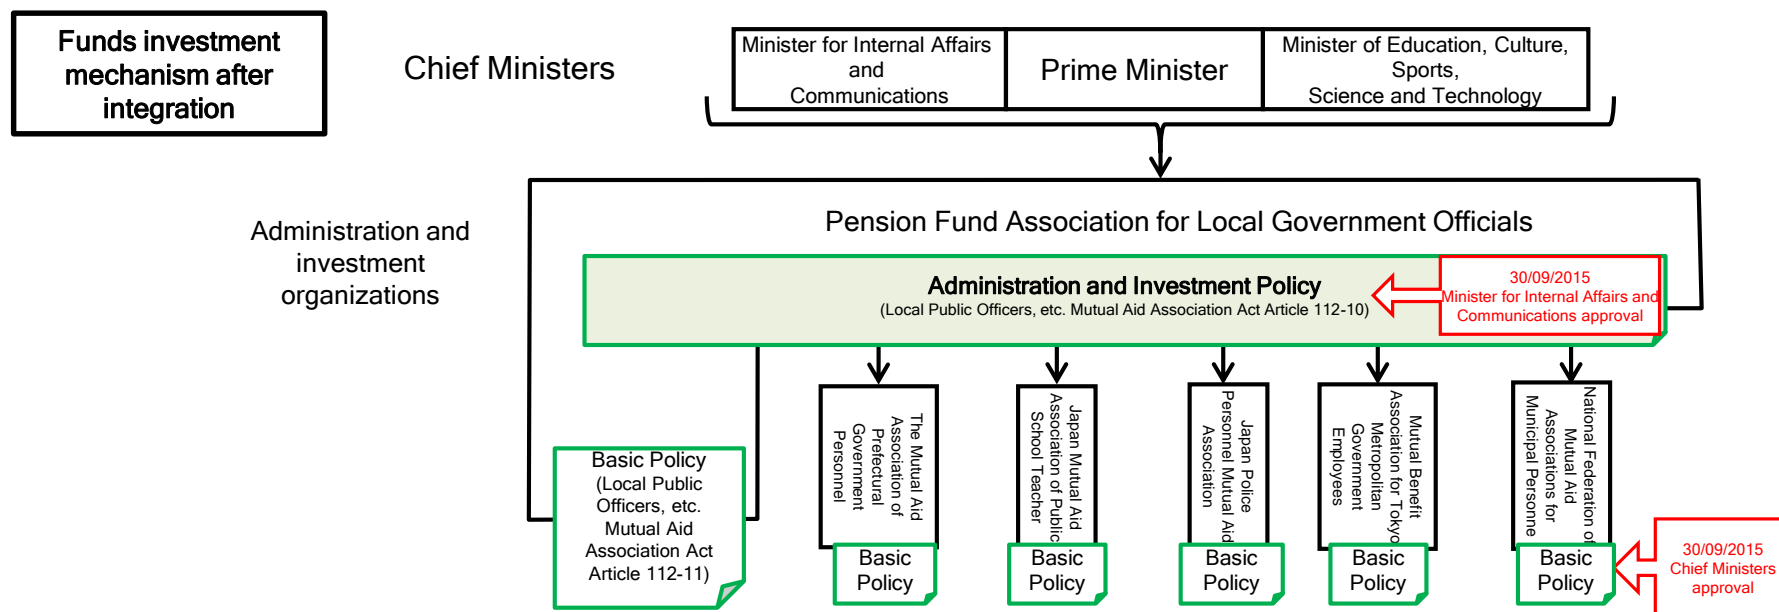 Funds investment
mechanism after
integration
Chief Ministers
Minister for Internal Affairs
and
Communications
Prime Minister
Minister of Education, Culture,
Sports,
Science and Technology
Administration and
investment
organizations
Pension Fund Association for Local Government Officials
Administration and Investment Policy
(Local Public Officers, etc. Mutual Aid Association Act Article 112-10)
30/09/2015
Minister for Internal Affairs and
Communications approval
Basic Policy
(Local Public
Officers, etc.
Mutual Aid
Association Act
Article 112-11)
The Mutual Aid
Association of
Prefectural
Government
Personnel
Basic
Policy
Japan Mutual Aid
Association of Public
School Teacher
Basic
Policy
Japan Police
Personnel Mutual Aid
Association
Basic
Policy
Mutual Benefit
Association for Tokyo
Metropolitan
Government
Employees
Basic
Policy
National Federation of
Mutual Aid
Associations for
Municipal Personne
Basic
Policy
30/09/2015
Chief Ministers
approval